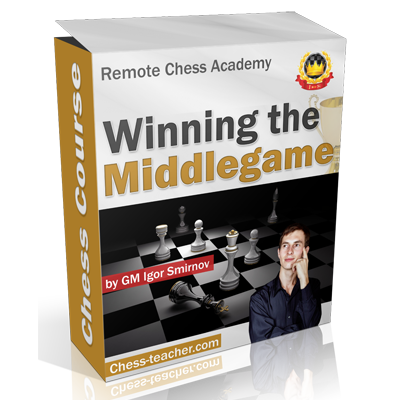 Remote Chess Academy
Winning the
Middlegame
by GM Igor Smirnov
Chess-teacher.com
Chess Course